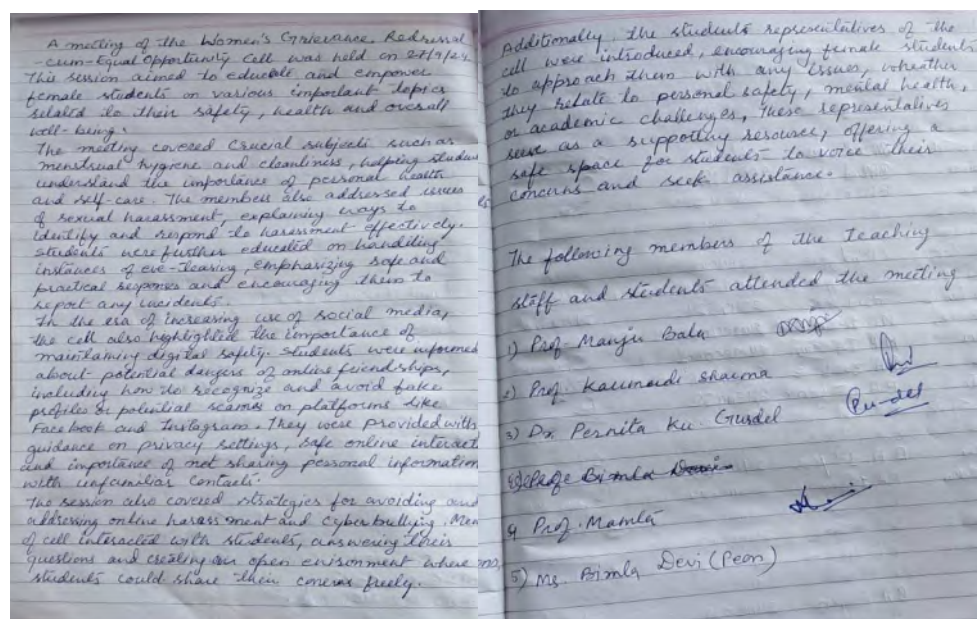 A meeting of the Women's Grievance Redressal
-cum-Equal Opportunity Cell was held on 27/9/24.
This session aimed to educate and empower
female students on various important topics
related to their safety, health and overall
well-being.
The meeting covered crucial subjects such as
menstrual hygiene and cleanliness, helping student
understand the importance of personal health
and self-care. The members also addressed issues
of sexual harassment, explaining ways to
identify and respond to harassment effectively.
Students were further educated on handiling
instances of eve-teasing, emphasizing safe and
practical responses and encouraging them to
report any incidents.
In the era of increasing use of social media,
the cell also highlighted the importance of
maintaining digital safety. Students were informed
about potential dangers of online friendships,
including how to recognize and avoid fake
profiles & potential scams on platforms like
Facebook and Instagram. They were provided with
guidance on privacy settings, safe online interact
and importance of not sharing personal information
with unfamiliar contacts.
The session also covered strategies for avoiding and
addressing online harassment and cyberbullying. Mem
of cell interacted with students, answering their
questions and creating an open enironment where
students could share their concerns freely.
Additionally, the students representatives of the
cell were introduced, encouraging female students
to approach them with any issues, wheather
they relate to personal safety, mental health,
or academic challenges, These representatives
serve as a supporting resource, offering a
safe space for students to voice their
concerns and seek assistance.
The following members of the teaching
staff and students attended the meeting
1) Prof. Manju Bala
2) Prof. Kaumudi Sharma
3) Dr. Pernita Ku. Gurdel
Bimla Devi
4 Prof. Mamta
5) Ms. Bimla Devi (Peon)